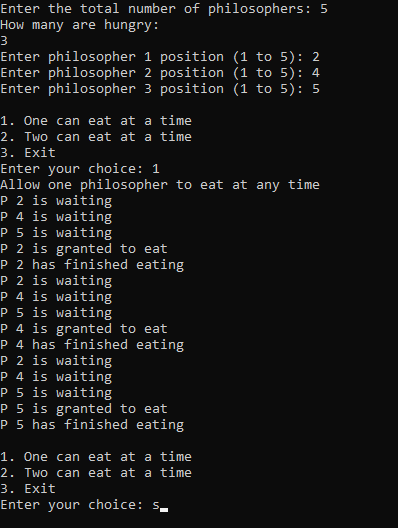 Enter the total number of philosophers: 5
How many are hungry:
3
Enter philosopher 1 position (1 to 5): 2
Enter philosopher 2 position (1 to 5): 4
Enter philosopher 3 position (1 to 5): 5
1. One can eat at a time
2. Two can eat at a time
3. Exit
Enter your choice: 1
Allow one philosopher to eat at any time
P 2 is waiting
P 4 is waiting
P 5 is waiting
P 2 is granted to eat
P 2 has finished eating
P 2 is waiting
P 4 is waiting
P 5 is waiting
P 4 is granted to eat
P 4 has finished eating
P 2 is waiting
P 4 is waiting
P 5 is waiting
P 5 is granted to eat
P 5 has finished eating
1. One can eat at a time
2. Two can eat at a time
3. Exit
Enter your choice: s